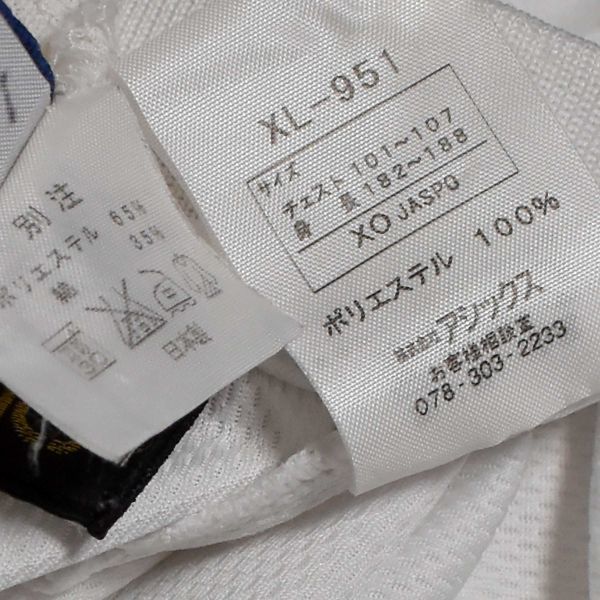 別注
ポリエステル 65%
綿 35%
日本製
XL-951
サイズ
チェスト 101~107
身長 182~188
XO JASPO
ポリエステル 100%
株式会社アシックス
お客様相談室
078-303-2233